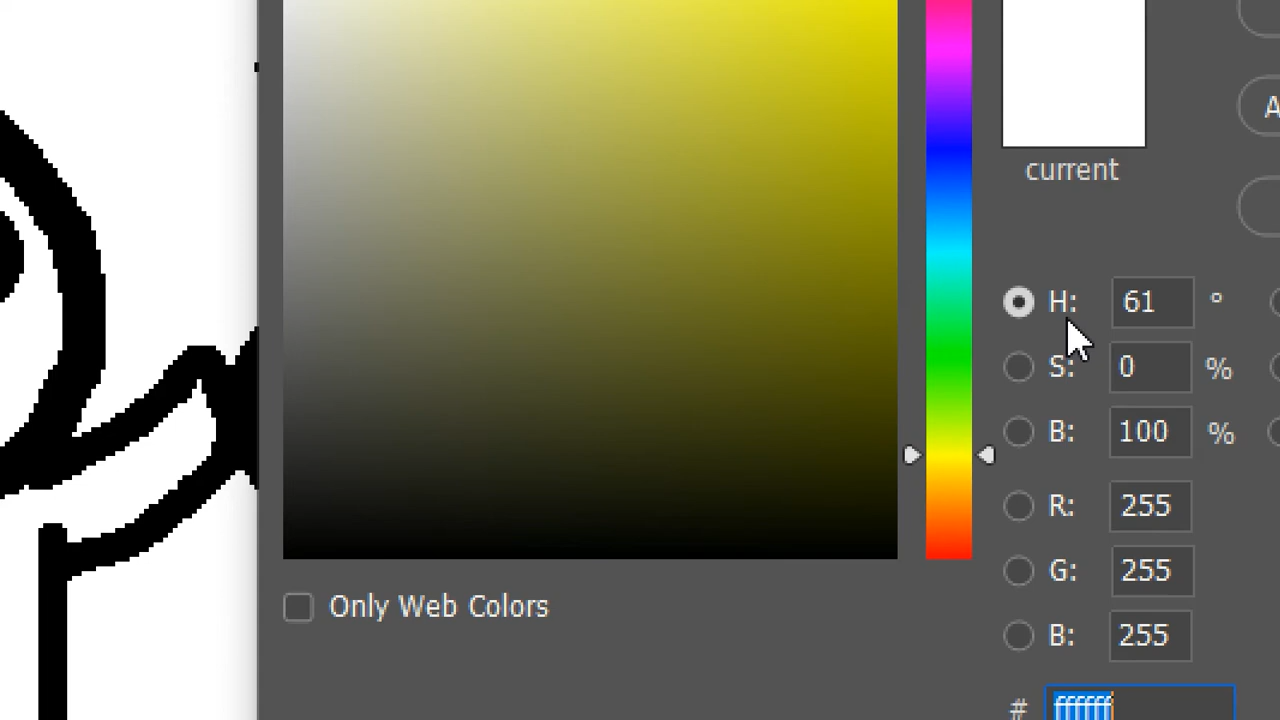 A
current
H: 61 °
S: 0 %
B: 100 %
R: 255
G: 255
B: 255
Only Web Colors
# ffffff